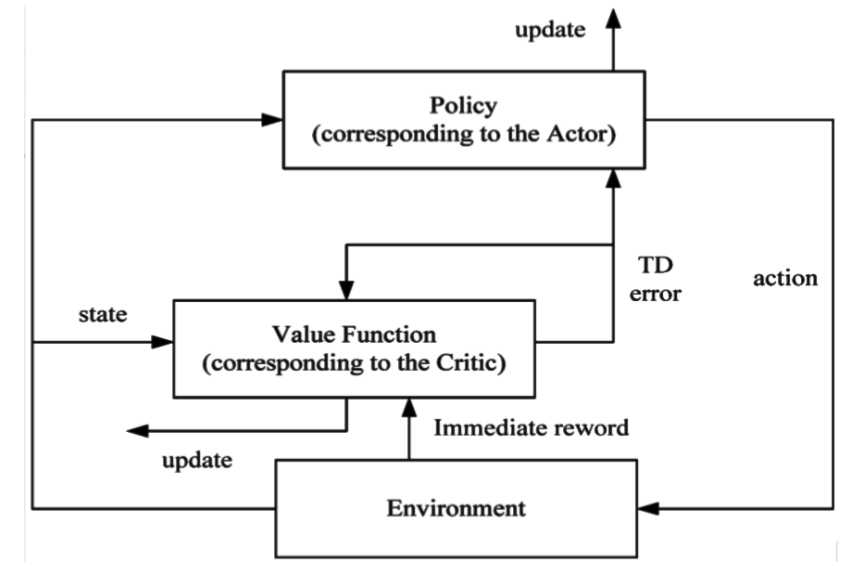 update
Policy
(corresponding to the Actor)
TD
error
action
state
Value Function
(corresponding to the Critic)
Immediate reword
update
Environment